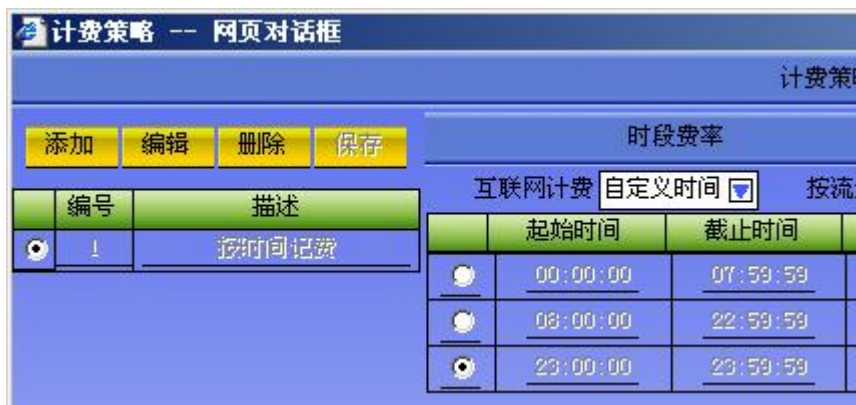 计费策略 -- 网页对话框
计费策略
添加 编辑 删除 保存
时段费率
互联网计费 自定义时间 按流
编号 描述
起始时间 截止时间
1 按时间记费
00:00:00 07:59:59
08:00:00 22:59:59
23:00:00 23:59:59